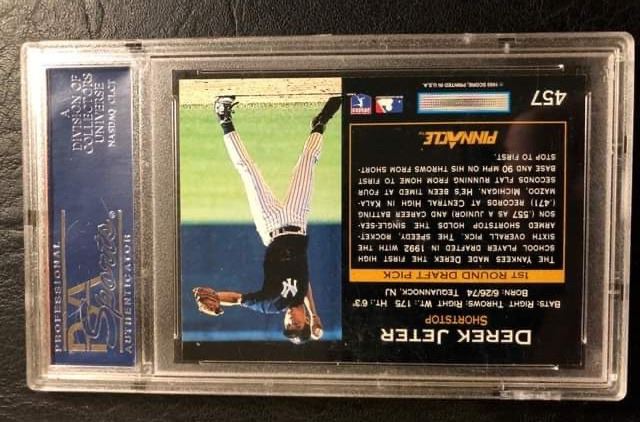 DEREK JETER
SHORTSTOP
BATS: RIGHT THROWS: RIGHT WT.: 175 HT.: 6'3"
BORN: 6/26/74 TEQUANNOCK, NJ
1ST ROUND DRAFT PICK
THE YANKEES MADE DEREK THE FIRST HIGH
SCHOOL PLAYER DRAFTED IN 1992 WITH THE
SIXTH OVERALL PICK. THE SPEEDY, ROCKET-
ARMED SHORTSTOP HOLDS THE SINGLE-SEA-
SON (.557) AS A (JUNIOR) AND CAREER BATTING
(.471) RECORDS AT CENTRAL HIGH IN KALA-
MAZOO, MICHIGAN. HE'S BEEN TIMED AT FOUR
SECONDS FLAT RUNNING FROM HOME TO FIRST
BASE AND 90 MPH ON HIS THROWS FROM SHORT-
STOP TO FIRST.
PINNACLE
457
© 1993 SCORE, PRINTED IN U.S.A.
NY
PSA
Sports
PROFESSIONAL
AUTHENTICATOR
A
DIVISION OF
COLLECTORS
UNIVERSE
NASDAQ: CLCT